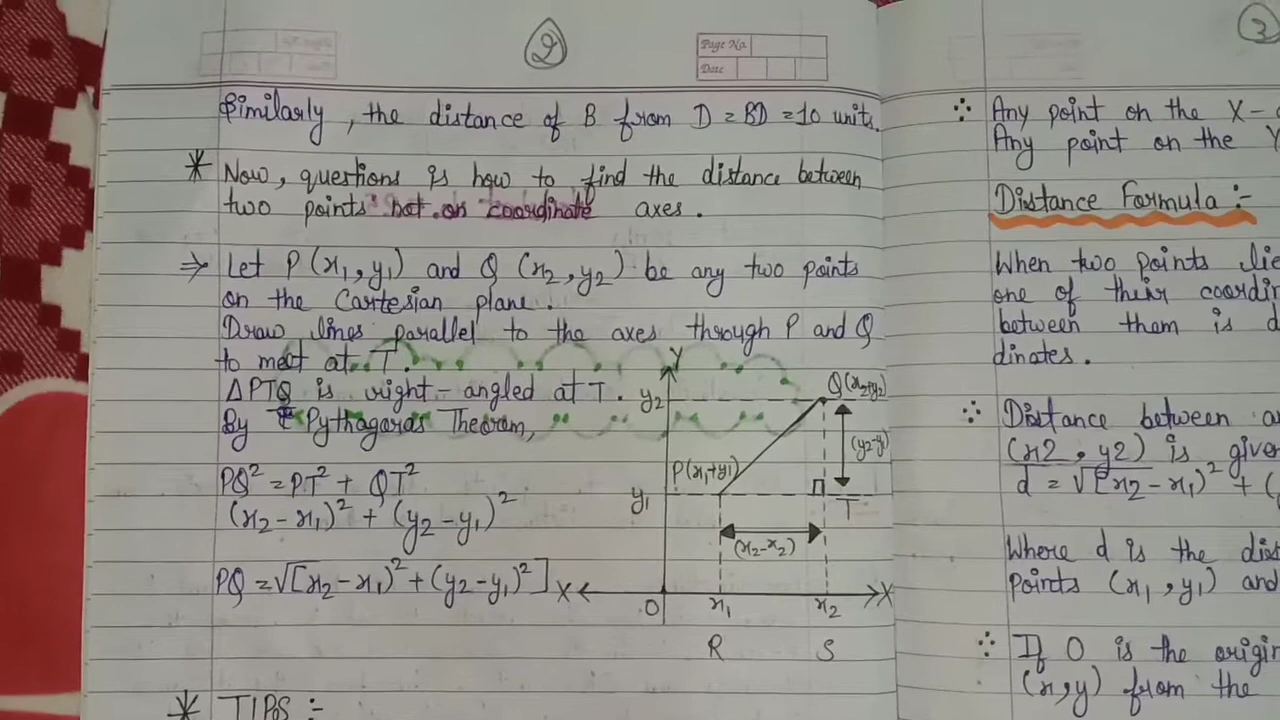 2
Page No.
Date
Similarly, the distance of B from D = BD = 10 units.
* Now, questions is how to find the distance between
two points not on coordinate axes.
⇒ Let P(x₁, y₁) and Q (x₂, y₂) be any two points
on the Cartesian plane.
Draw lines parallel to the axes through P and Q
to meet at T.
ΔPTQ is right-angled at T.
By Pythagoras Theoram,
PQ² = PT² + QT²
(x₂-x₁)² + (y₂-y₁)²
PQ = √[x₂-x₁)² + (y₂-y₁)²]
Y
y₂
Q(x₂+y₂)
(y₂-y₁)
P(x₁+y₁)
y₁
T
(x₂-x₂)
X
O
x₁
x₂
X
R
S
* TIPS :-
3
∴ Any point on the X-
Any point on the Y
Distance Formula :-
When two points lie
one of their coordin
between them is d
dinates.
∴ Distance between a
(x2, y2) is give
d = √[x₂-x₁)² + (
Where d is the dis
points (x₁, y₁) and
∴ If O is the origin
(x,y) from the